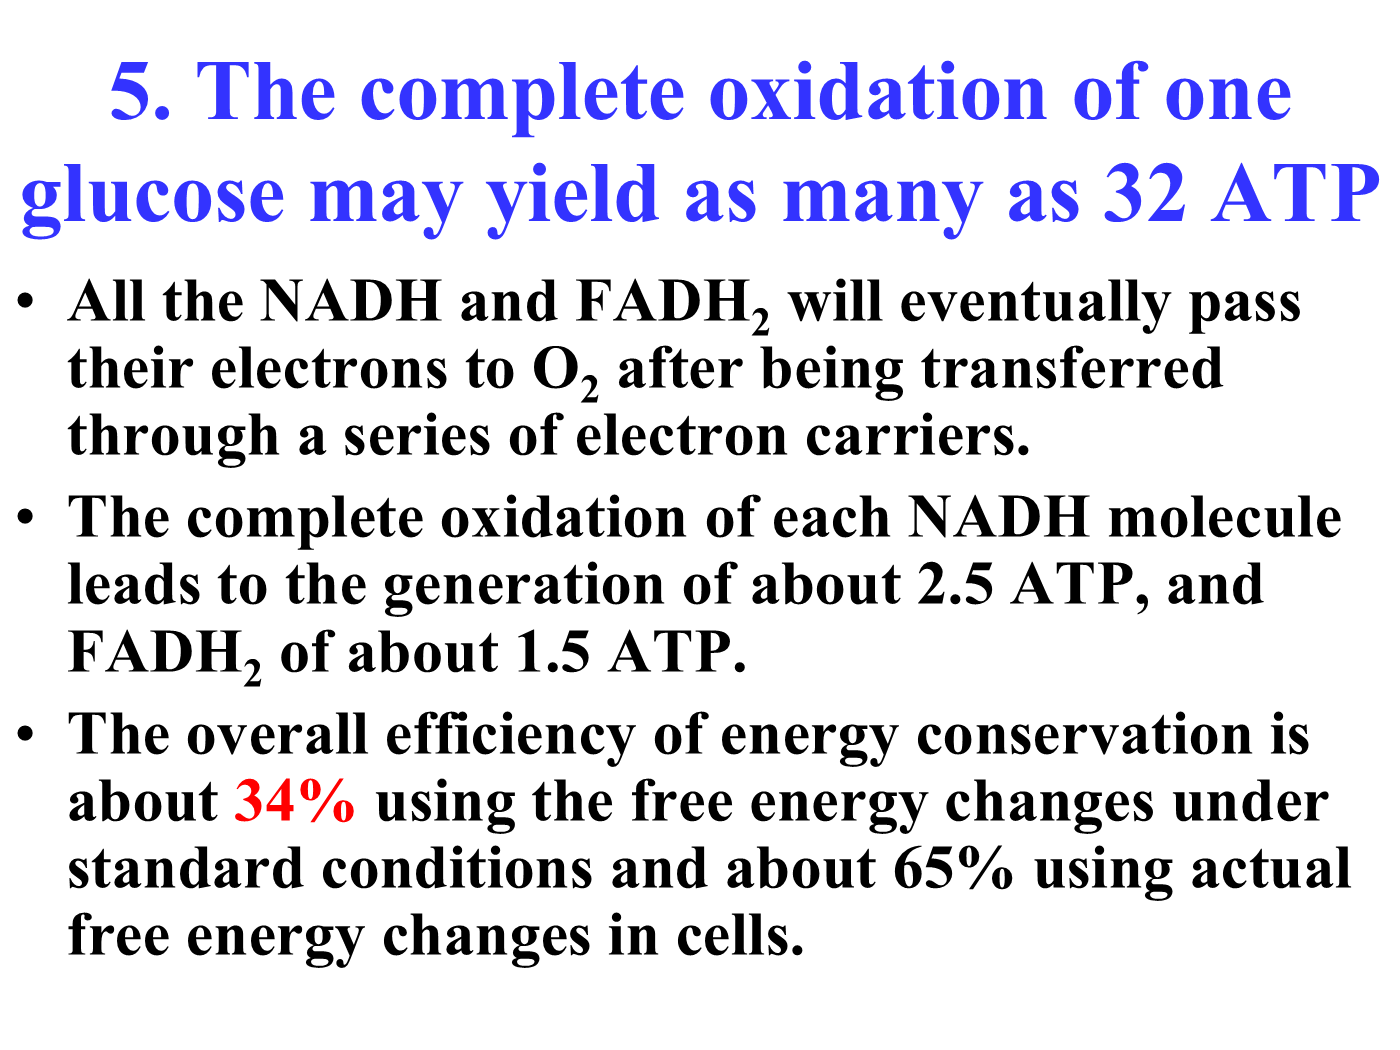 5. The complete oxidation of one
glucose may yield as many as 32 ATP
• All the NADH and FADH₂ will eventually pass
their electrons to O₂ after being transferred
through a series of electron carriers.
• The complete oxidation of each NADH molecule
leads to the generation of about 2.5 ATP, and
FADH₂ of about 1.5 ATP.
• The overall efficiency of energy conservation is
about 34% using the free energy changes under
standard conditions and about 65% using actual
free energy changes in cells.